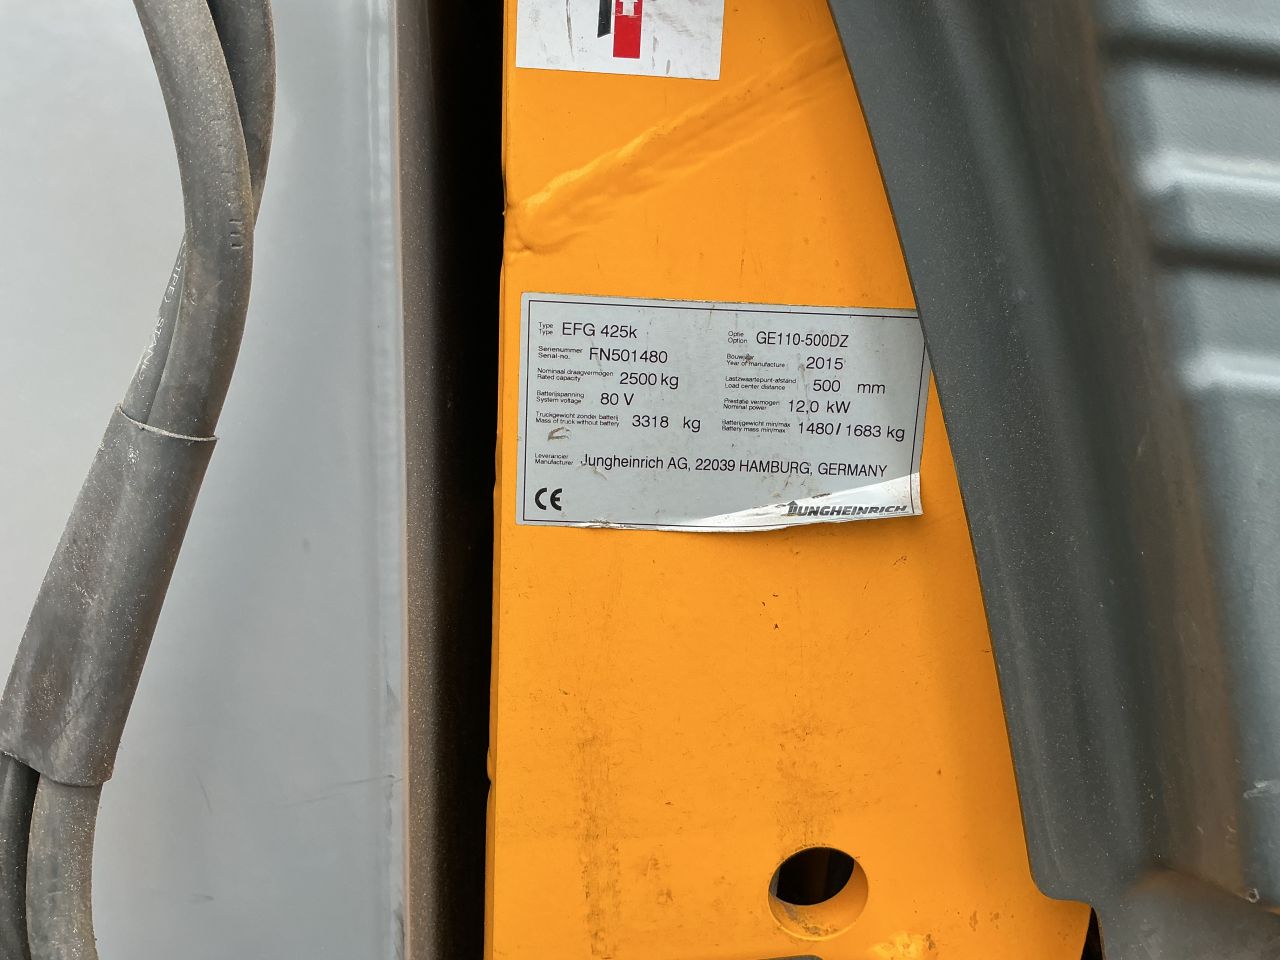 Type
Type EFG 425k
Optie
Option GE110-500DZ
Serienummer
Serial-no. FN501480
Bouwjaar
Year of manufacture 2015
Nominaal draagvermogen
Rated capacity 2500 kg
Lastzwaartepunt-afstand
Load center distance 500 mm
Batterijspanning
System voltage 80 V
Prestatie vermogen
Nominal power 12,0 kW
Truckgewicht zonder batterij
Mass of truck without battery 3318 kg
Batterijgewicht min/max
Battery mass min/max 1480/1683 kg
Leverancier
Manufacturer Jungheinrich AG, 22039 HAMBURG, GERMANY
CE
JUNGHEINRICH